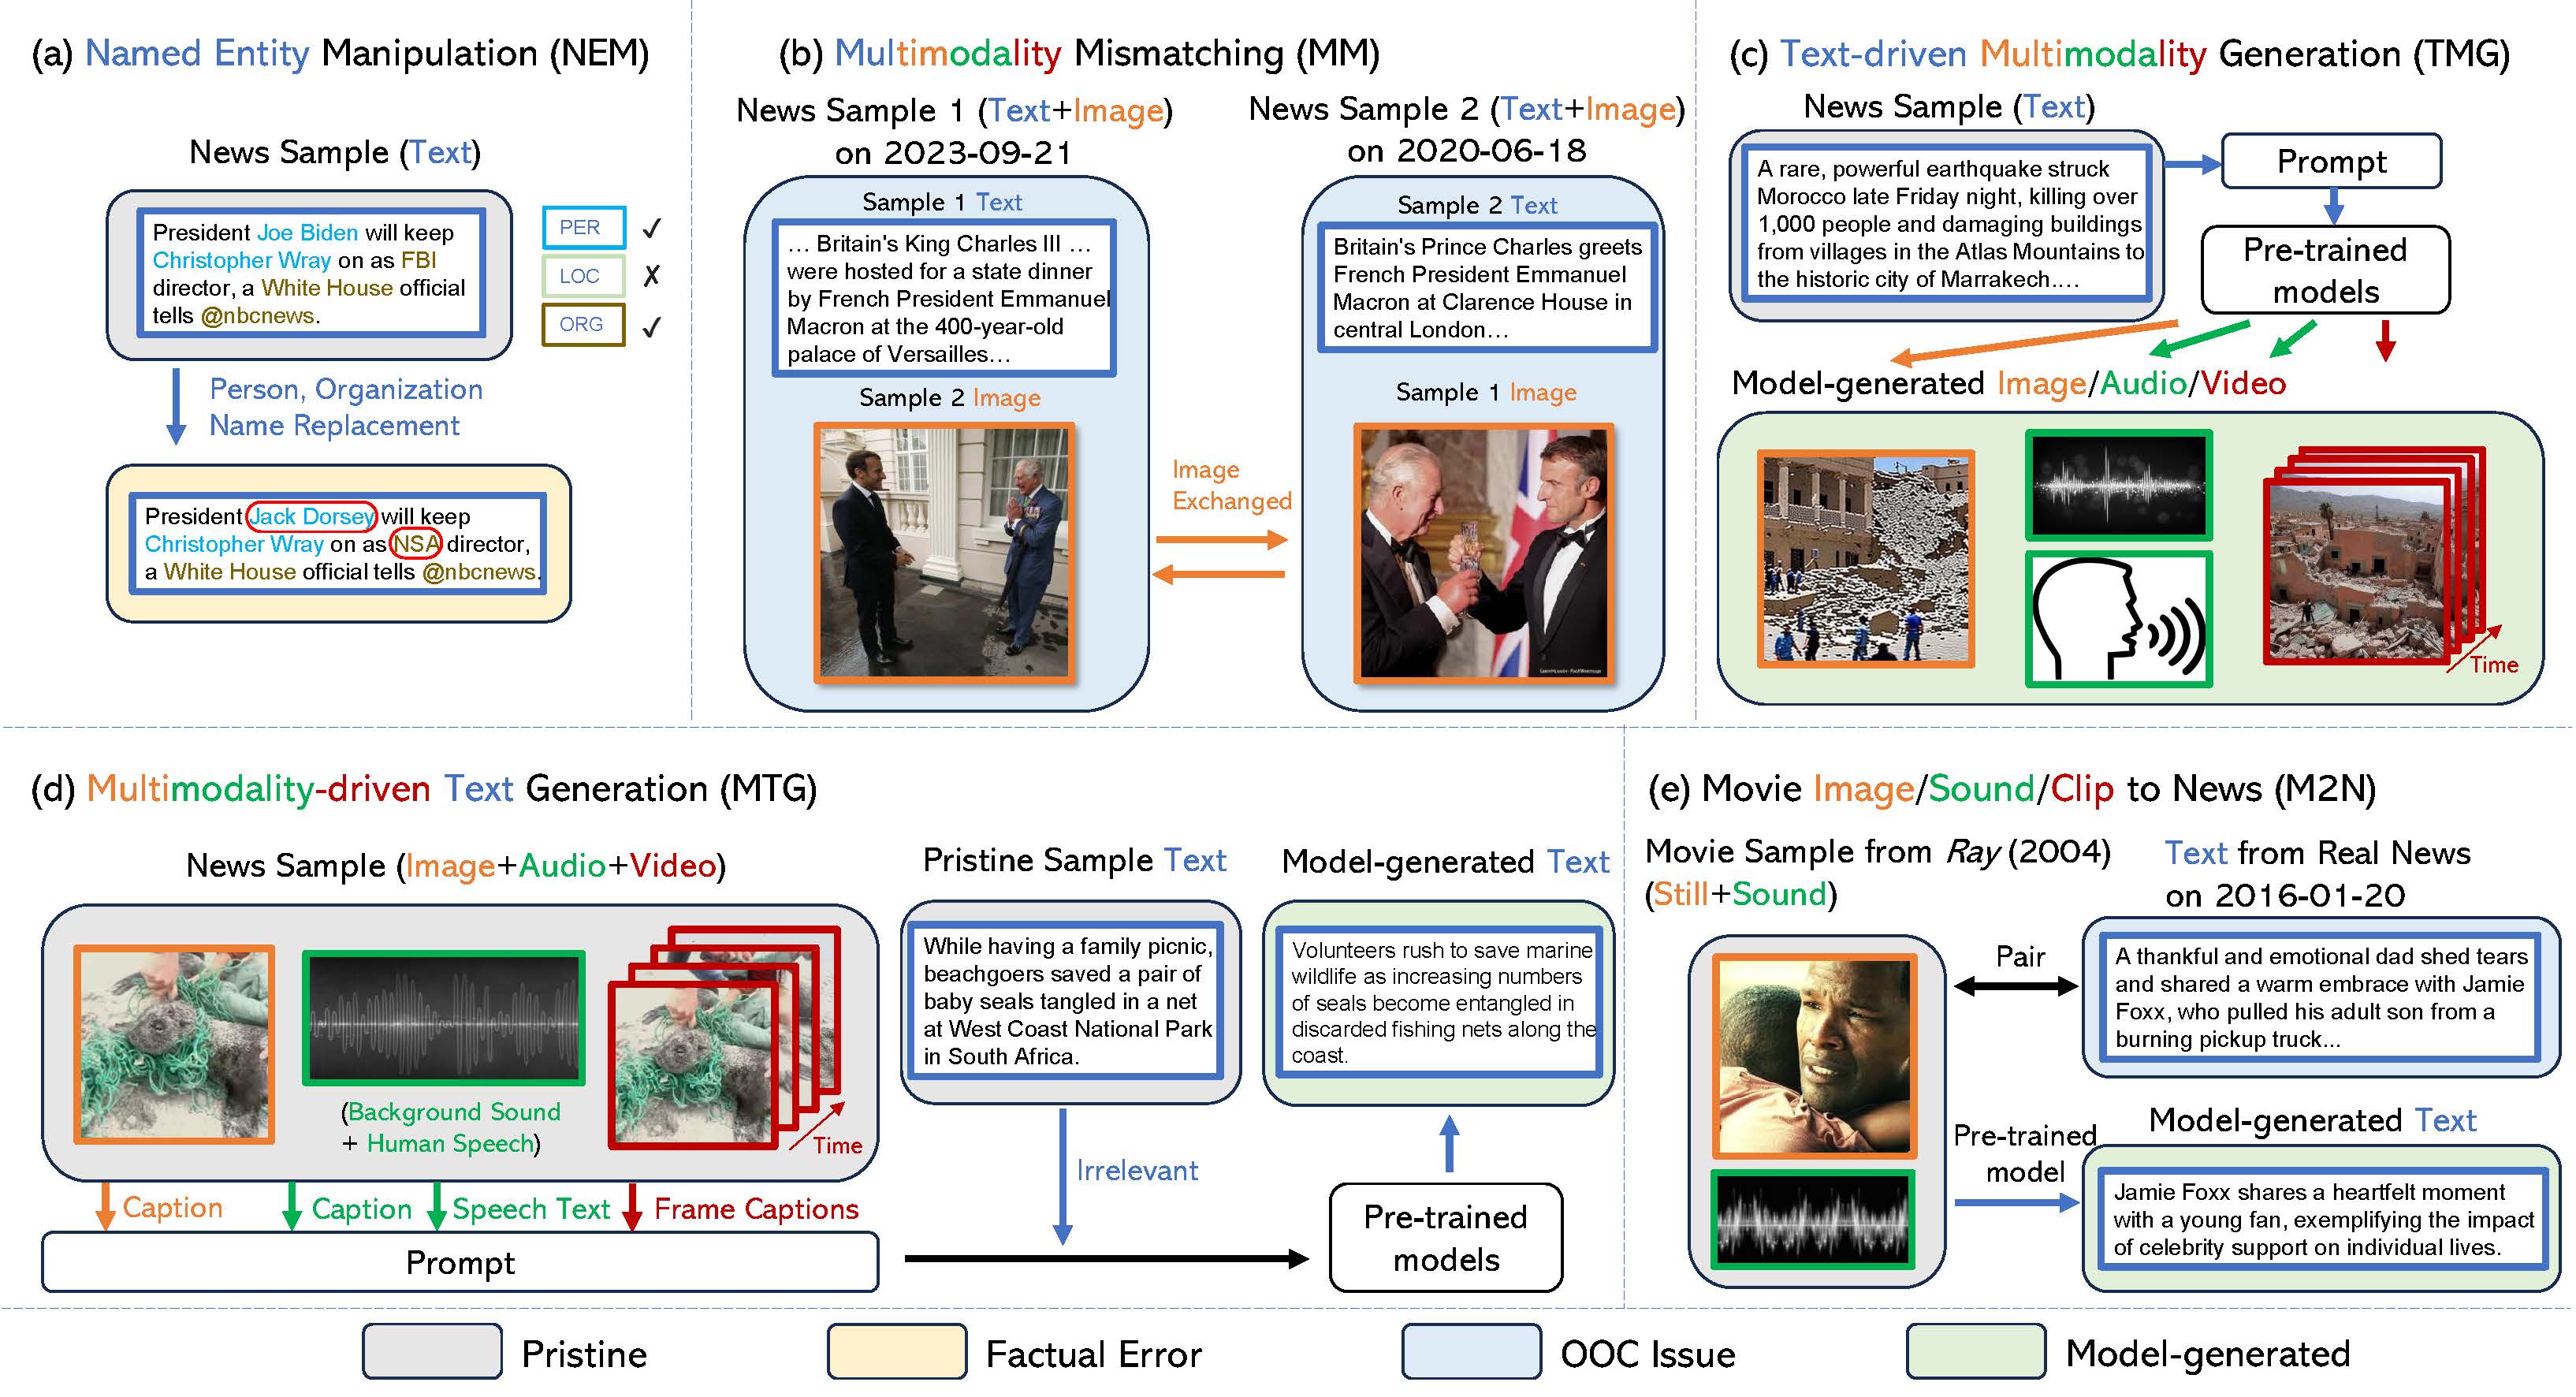 (a) Named Entity Manipulation (NEM)
News Sample (Text)
President Joe Biden will keep
Christopher Wray on as FBI
director, a White House official
tells @nbcnews.
PER ✓
LOC ✗
ORG ✓
Person, Organization
Name Replacement
President Jack Dorsey will keep
Christopher Wray on as NSA director,
a White House official tells @nbcnews.
(b) Multimodality Mismatching (MM)
News Sample 1 (Text+Image)
on 2023-09-21
Sample 1 Text
… Britain's King Charles III …
were hosted for a state dinner
by French President Emmanuel
Macron at the 400-year-old
palace of Versailles…
Sample 2 Image
Image
Exchanged
News Sample 2 (Text+Image)
on 2020-06-18
Sample 2 Text
Britain's Prince Charles greets
French President Emmanuel
Macron at Clarence House in
central London…
Sample 1 Image
(c) Text-driven Multimodality Generation (TMG)
News Sample (Text)
A rare, powerful earthquake struck
Morocco late Friday night, killing over
1,000 people and damaging buildings
from villages in the Atlas Mountains to
the historic city of Marrakech.…
Prompt
Pre-trained
models
Model-generated Image/Audio/Video
Time
(d) Multimodality-driven Text Generation (MTG)
News Sample (Image+Audio+Video)
(Background Sound
+ Human Speech)
Time
Caption
Caption
Speech Text
Frame Captions
Prompt
Pristine Sample Text
While having a family picnic,
beachgoers saved a pair of
baby seals tangled in a net
at West Coast National Park
in South Africa.
Irrelevant
Model-generated Text
Volunteers rush to save marine
wildlife as increasing numbers
of seals become entangled in
discarded fishing nets along the
coast.
Pre-trained
models
(e) Movie Image/Sound/Clip to News (M2N)
Movie Sample from Ray (2004)
(Still+Sound)
Text from Real News
on 2016-01-20
Pair
A thankful and emotional dad shed tears
and shared a warm embrace with Jamie
Foxx, who pulled his adult son from a
burning pickup truck...
Pre-trained
model
Model-generated Text
Jamie Foxx shares a heartfelt moment
with a young fan, exemplifying the impact
of celebrity support on individual lives.
Pristine
Factual Error
OOC Issue
Model-generated